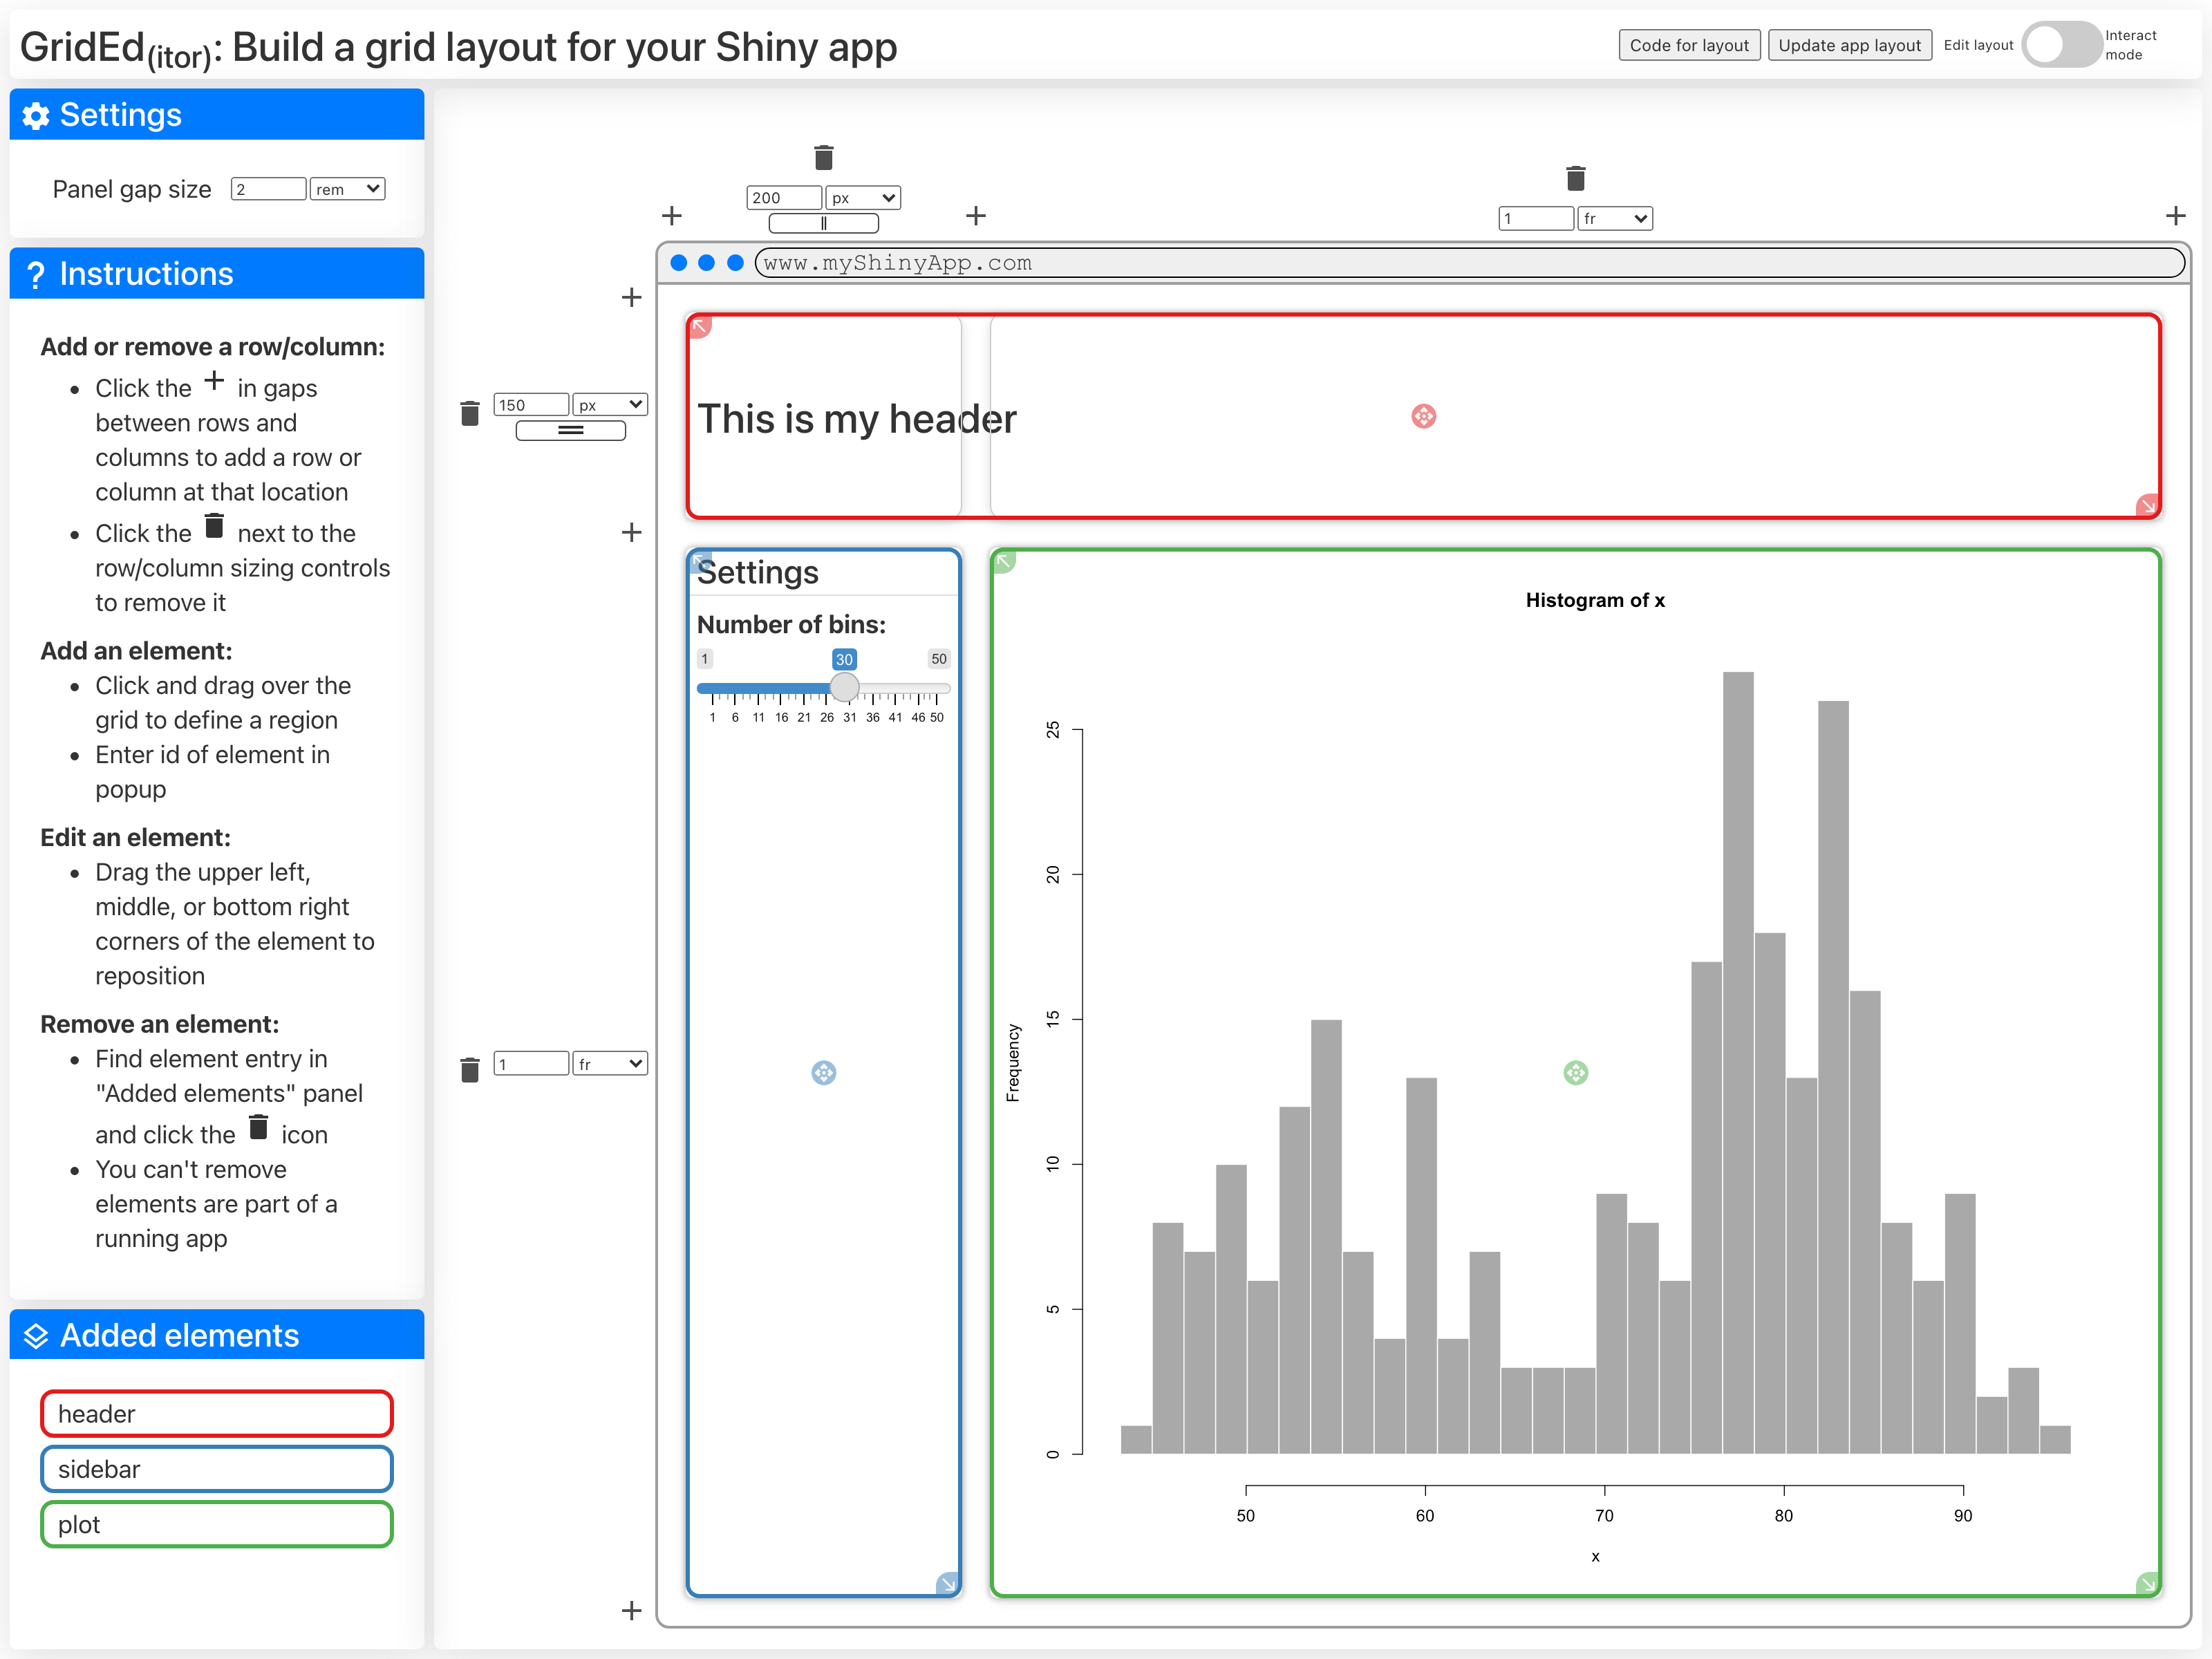 GridEd(itor): Build a grid layout for your Shiny app
Code for layout
Update app layout
Edit layout
Interact
mode
Settings
Panel gap size 2 rem
? Instructions
Add or remove a row/column:
Click the + in gaps
between rows and
columns to add a row or
column at that location
Click the next to the
row/column sizing controls
to remove it
Add an element:
Click and drag over the
grid to define a region
Enter id of element in
popup
Edit an element:
Drag the upper left,
middle, or bottom right
corners of the element to
reposition
Remove an element:
Find element entry in
"Added elements" panel
and click the icon
You can't remove
elements are part of a
running app
Added elements
header
sidebar
plot
200 px
1 fr
150 px
1 fr
www.myShinyApp.com
This is my header
Settings
Number of bins:
1 30 50
1 6 11 16 21 26 31 36 41 46 50
Histogram of x
Frequency
25
20
15
10
5
0
50 60 70 80 90
x